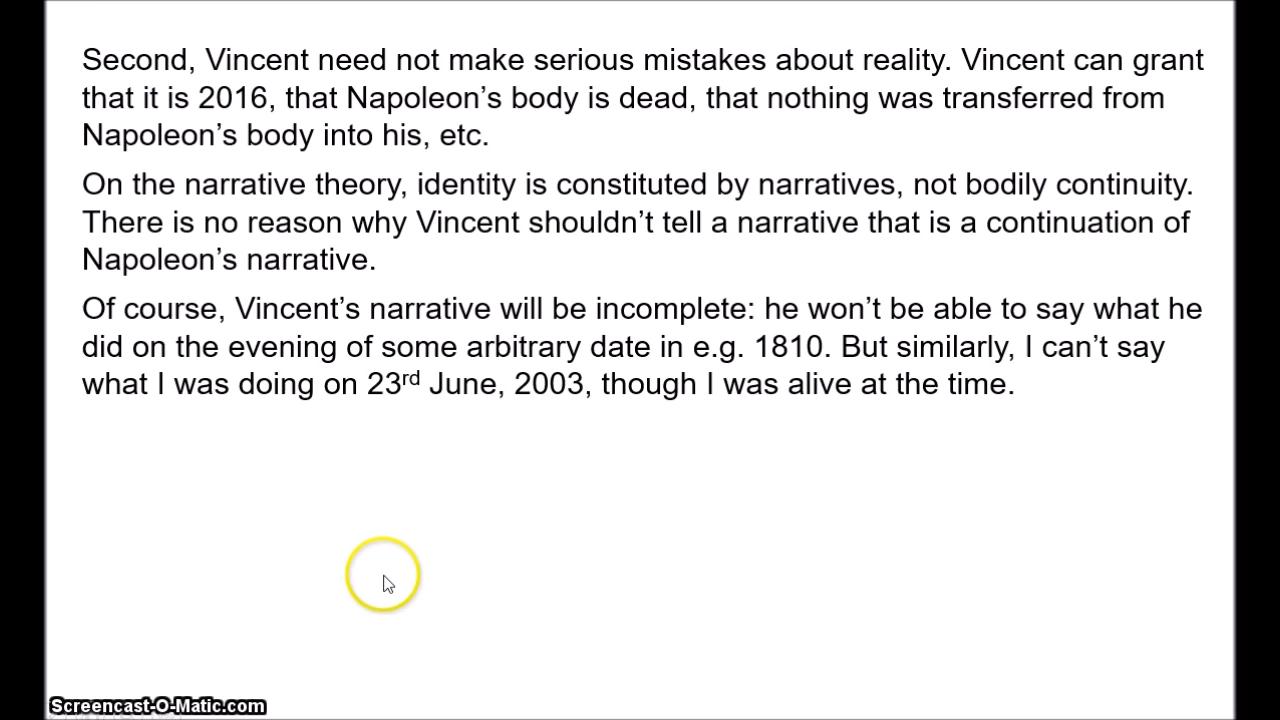 Second, Vincent need not make serious mistakes about reality. Vincent can grant
that it is 2016, that Napoleon’s body is dead, that nothing was transferred from
Napoleon’s body into his, etc.
On the narrative theory, identity is constituted by narratives, not bodily continuity.
There is no reason why Vincent shouldn’t tell a narrative that is a continuation of
Napoleon’s narrative.
Of course, Vincent’s narrative will be incomplete: he won’t be able to say what he
did on the evening of some arbitrary date in e.g. 1810. But similarly, I can’t say
what I was doing on 23rd June, 2003, though I was alive at the time.
Screencast-O-Matic.com